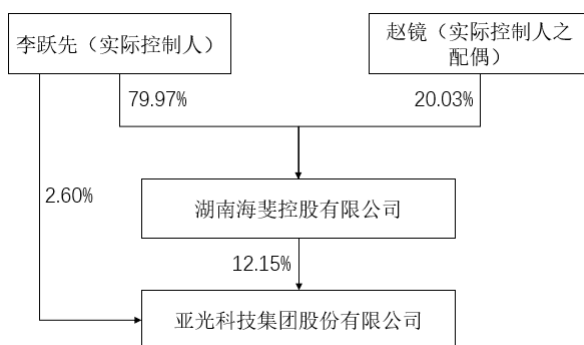 李跃先（实际控制人）
赵镜（实际控制人之
配偶）
79.97%
20.03%
2.60%
湖南海斐控股有限公司
12.15%
亚光科技集团股份有限公司